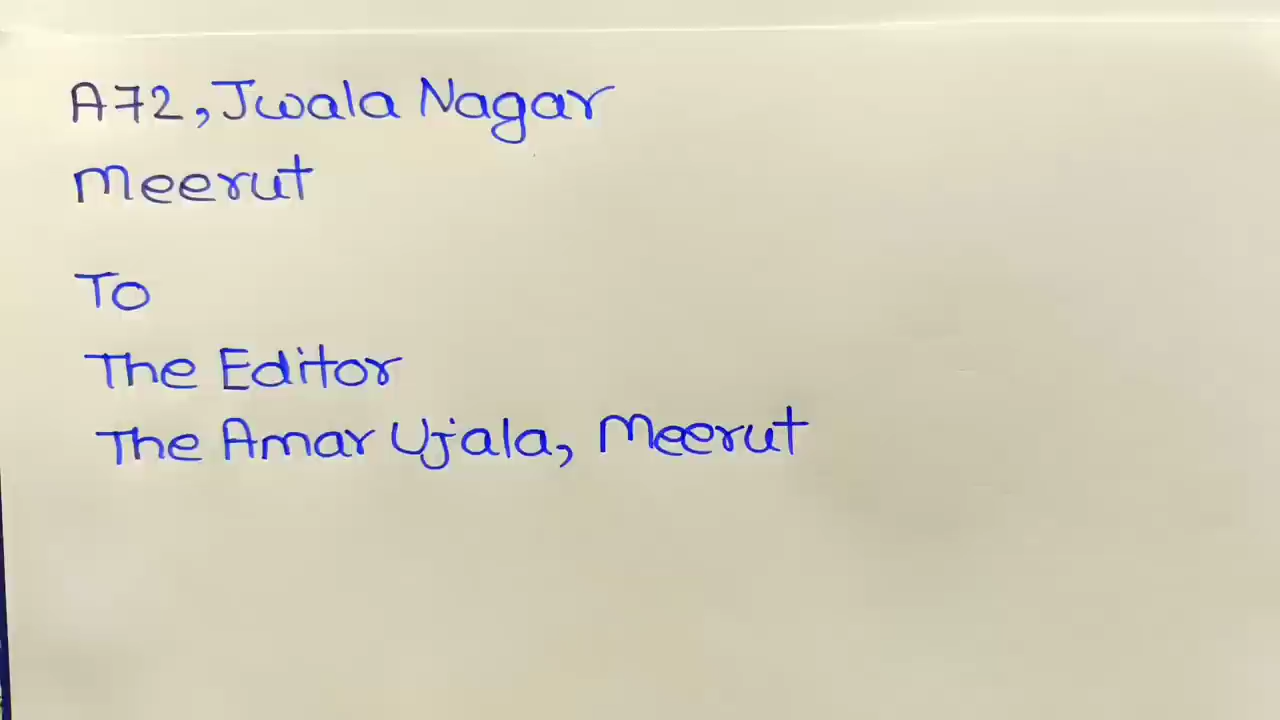 A72, Jwala Nagar
Meerut
To
The Editor
The Amar Ujala, Meerut